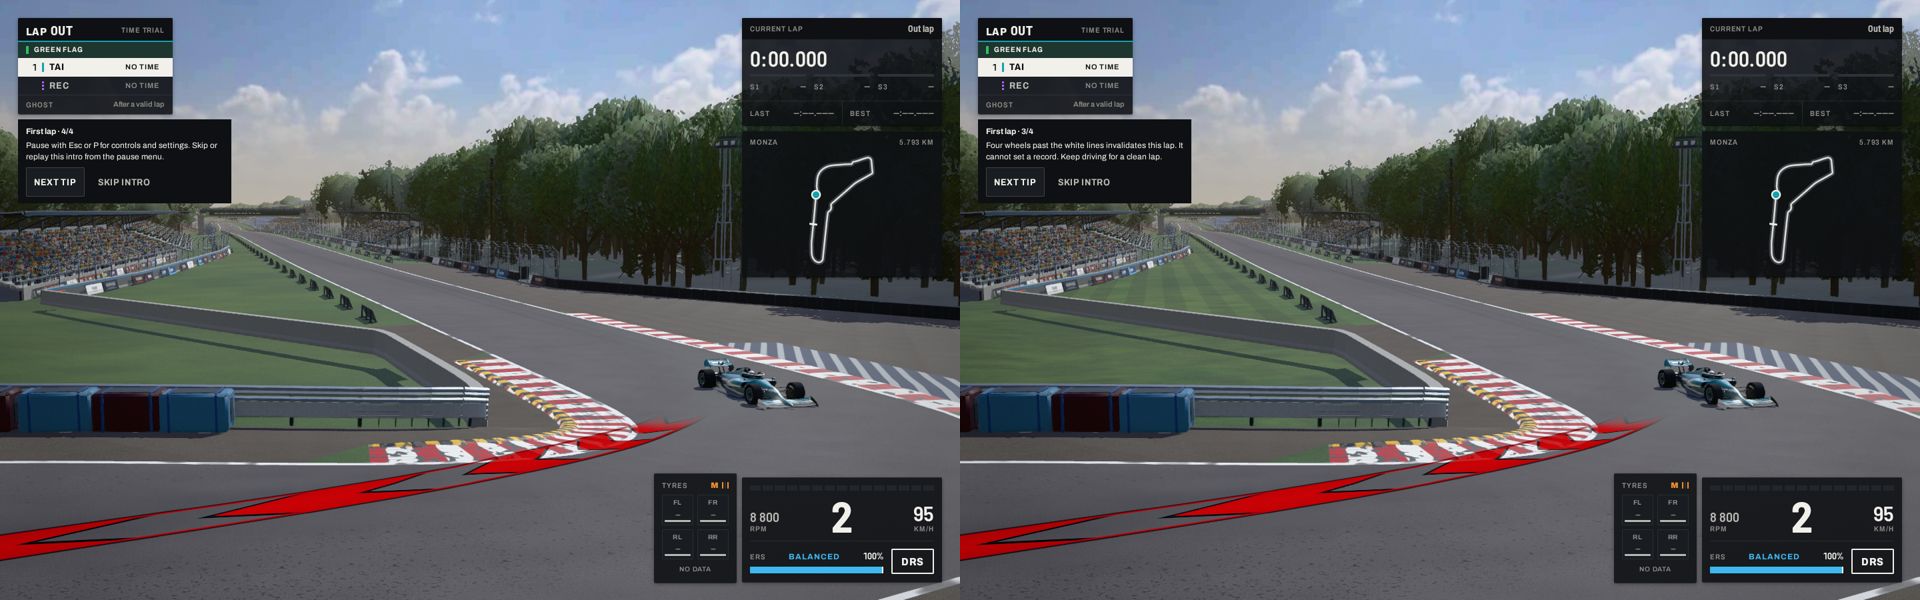 LAP OUT TIME TRIAL
GREEN FLAG
1 TAI NO TIME
REC NO TIME
GHOST After a valid lap
First lap · 4/4
Pause with Esc or P for controls and settings. Skip or
replay this intro from the pause menu.
NEXT TIP SKIP INTRO
CURRENT LAP Out lap
0:00.000
S1 – S2 – S3 –
LAST –:––.––– BEST –:––.–––
MONZA 5.793 KM
TYRES M
FL FR
– –
RL RR
– –
NO DATA
8 800 2 95
RPM KM/H
ERS BALANCED 100% DRS
LAP OUT TIME TRIAL
GREEN FLAG
1 TAI NO TIME
REC NO TIME
GHOST After a valid lap
First lap · 3/4
Four wheels past the white lines invalidates this lap. It
cannot set a record. Keep driving for a clean lap.
NEXT TIP SKIP INTRO
CURRENT LAP Out lap
0:00.000
S1 – S2 – S3 –
LAST –:––.––– BEST –:––.–––
MONZA 5.793 KM
TYRES M
FL FR
– –
RL RR
– –
NO DATA
8 800 2 95
RPM KM/H
ERS BALANCED 100% DRS